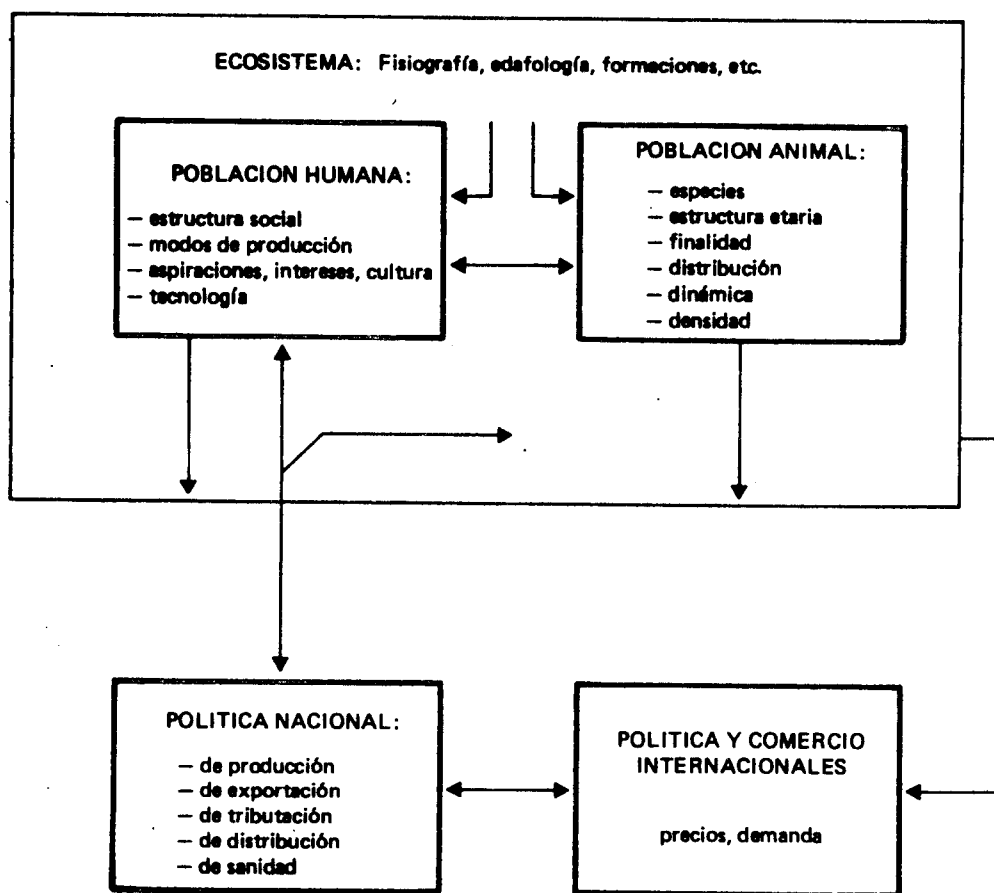 ECOSISTEMA: Fisiografía, edafología, formaciones, etc.
POBLACION HUMANA:
— estructura social
— modos de producción
— aspiraciones, intereses, cultura
— tecnología
POBLACION ANIMAL:
— especies
— estructura etaria
— finalidad
— distribución
— dinámica
— densidad
POLITICA NACIONAL:
— de producción
— de exportación
— de tributación
— de distribución
— de sanidad
POLITICA Y COMERCIO
INTERNACIONALES
precios, demanda